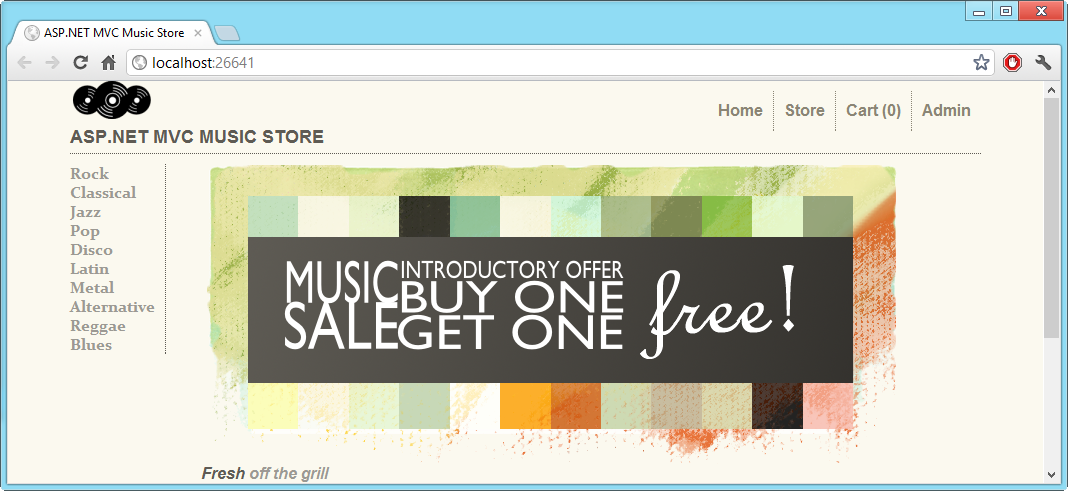 ASP.NET MVC Music Store
localhost:26641
Home Store Cart (0) Admin
ASP.NET MVC MUSIC STORE
Rock
Classical
Jazz
Pop
Disco
Latin
Metal
Alternative
Reggae
Blues
MUSIC SALE
INTRODUCTORY OFFER
BUY ONE
GET ONE
free!
Fresh off the grill